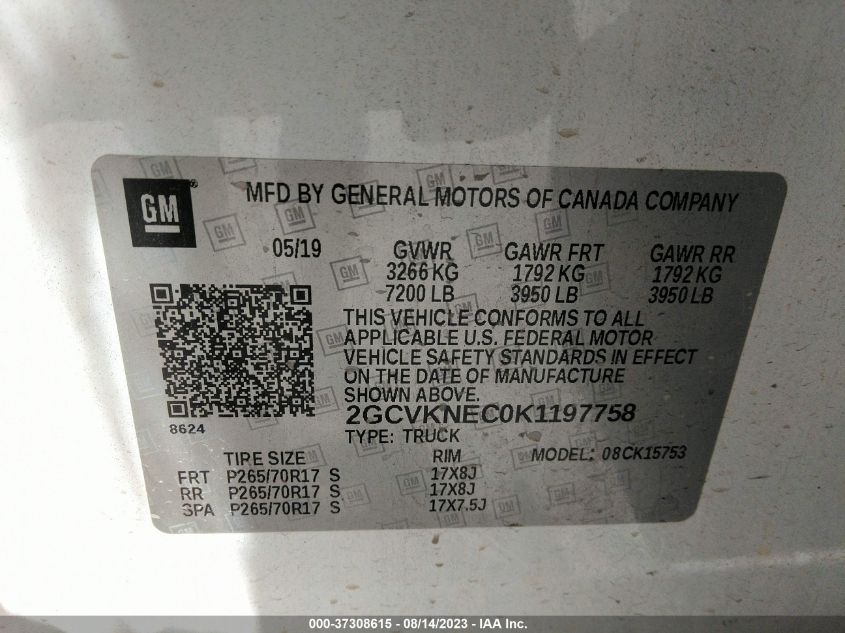 GM ® MFD BY GENERAL MOTORS OF CANADA COMPANY
05/19 GVWR GAWR FRT GAWR RR
3266 KG 1792 KG 1792 KG
7200 LB 3950 LB 3950 LB
THIS VEHICLE CONFORMS TO ALL
APPLICABLE U.S. FEDERAL MOTOR
VEHICLE SAFETY STANDARDS IN EFFECT
ON THE DATE OF MANUFACTURE
SHOWN ABOVE.
2GCVKNEC0K1197758
8624
TYPE: TRUCK
TIRE SIZE RIM MODEL: 08CK15753
FRT P265/70R17 S 17X8J
RR P265/70R17 S 17X8J
SPA P265/70R17 S 17X7.5J
000-37308615 - 08/14/2023 - IAA Inc.